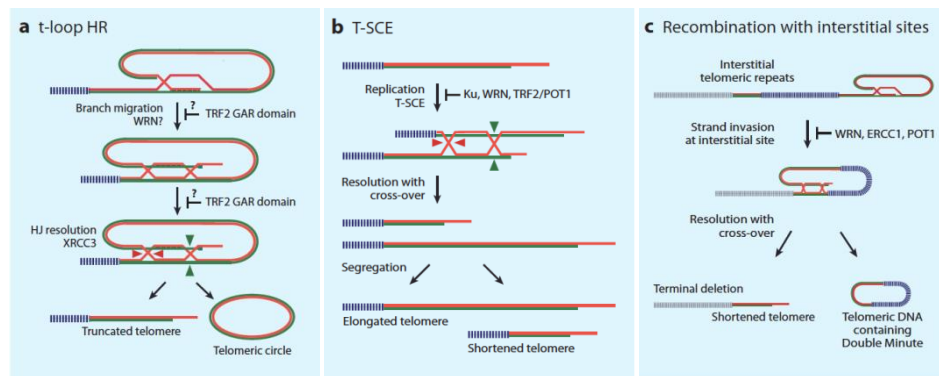 a t-loop HR
Branch migration
WRN?
?
TRF2 GAR domain
?
TRF2 GAR domain
HJ resolution
XRCC3
Truncated telomere
Telomeric circle
b T-SCE
Replication
T-SCE
Ku, WRN, TRF2/POT1
Resolution with
cross-over
Segregation
Elongated telomere
Shortened telomere
c Recombination with interstitial sites
Interstitial
telomeric repeats
Strand invasion
at interstitial site
WRN, ERCC1, POT1
Resolution with
cross-over
Terminal deletion
Shortened telomere
Telomeric DNA
containing
Double Minute